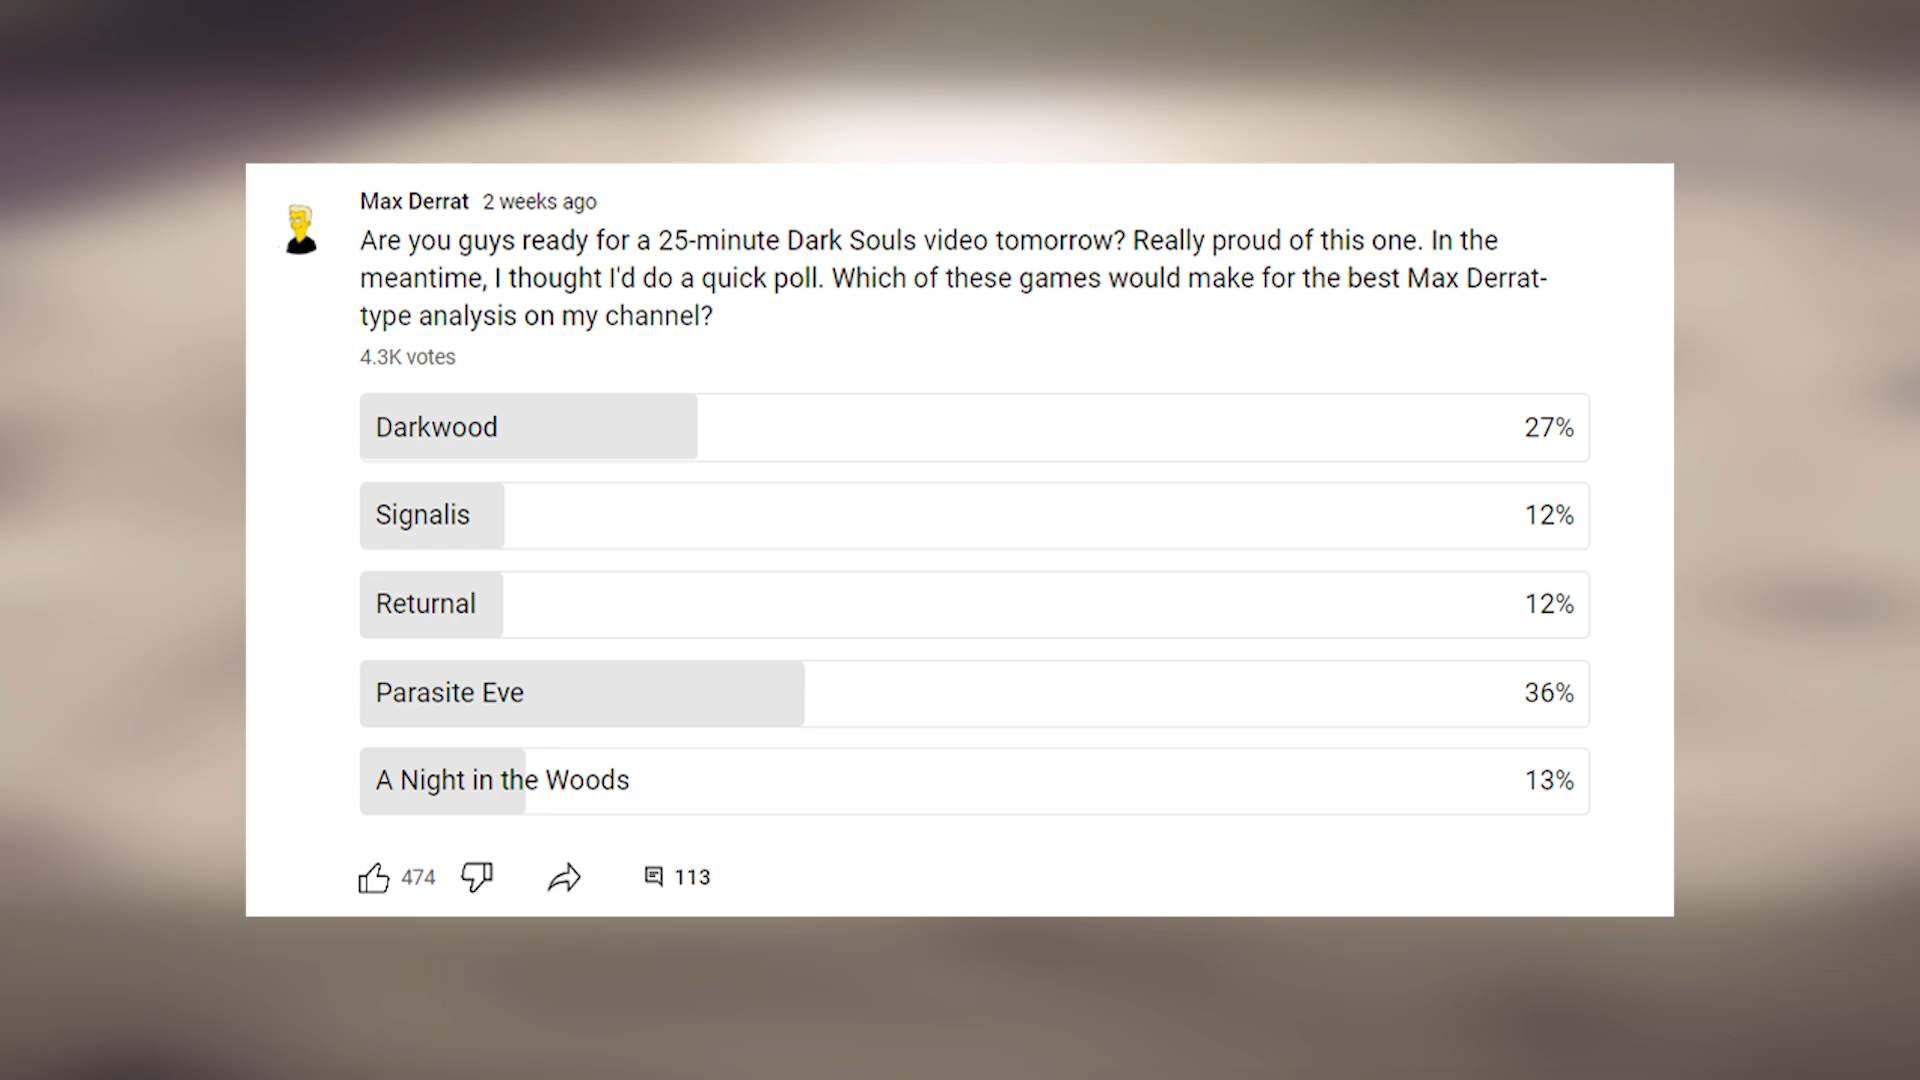 Max Derrat 2 weeks ago
Are you guys ready for a 25-minute Dark Souls video tomorrow? Really proud of this one. In the
meantime, I thought I'd do a quick poll. Which of these games would make for the best Max Derrat-
type analysis on my channel?
4.3K votes
Darkwood 27%
Signalis 12%
Returnal 12%
Parasite Eve 36%
A Night in the Woods 13%
474 113